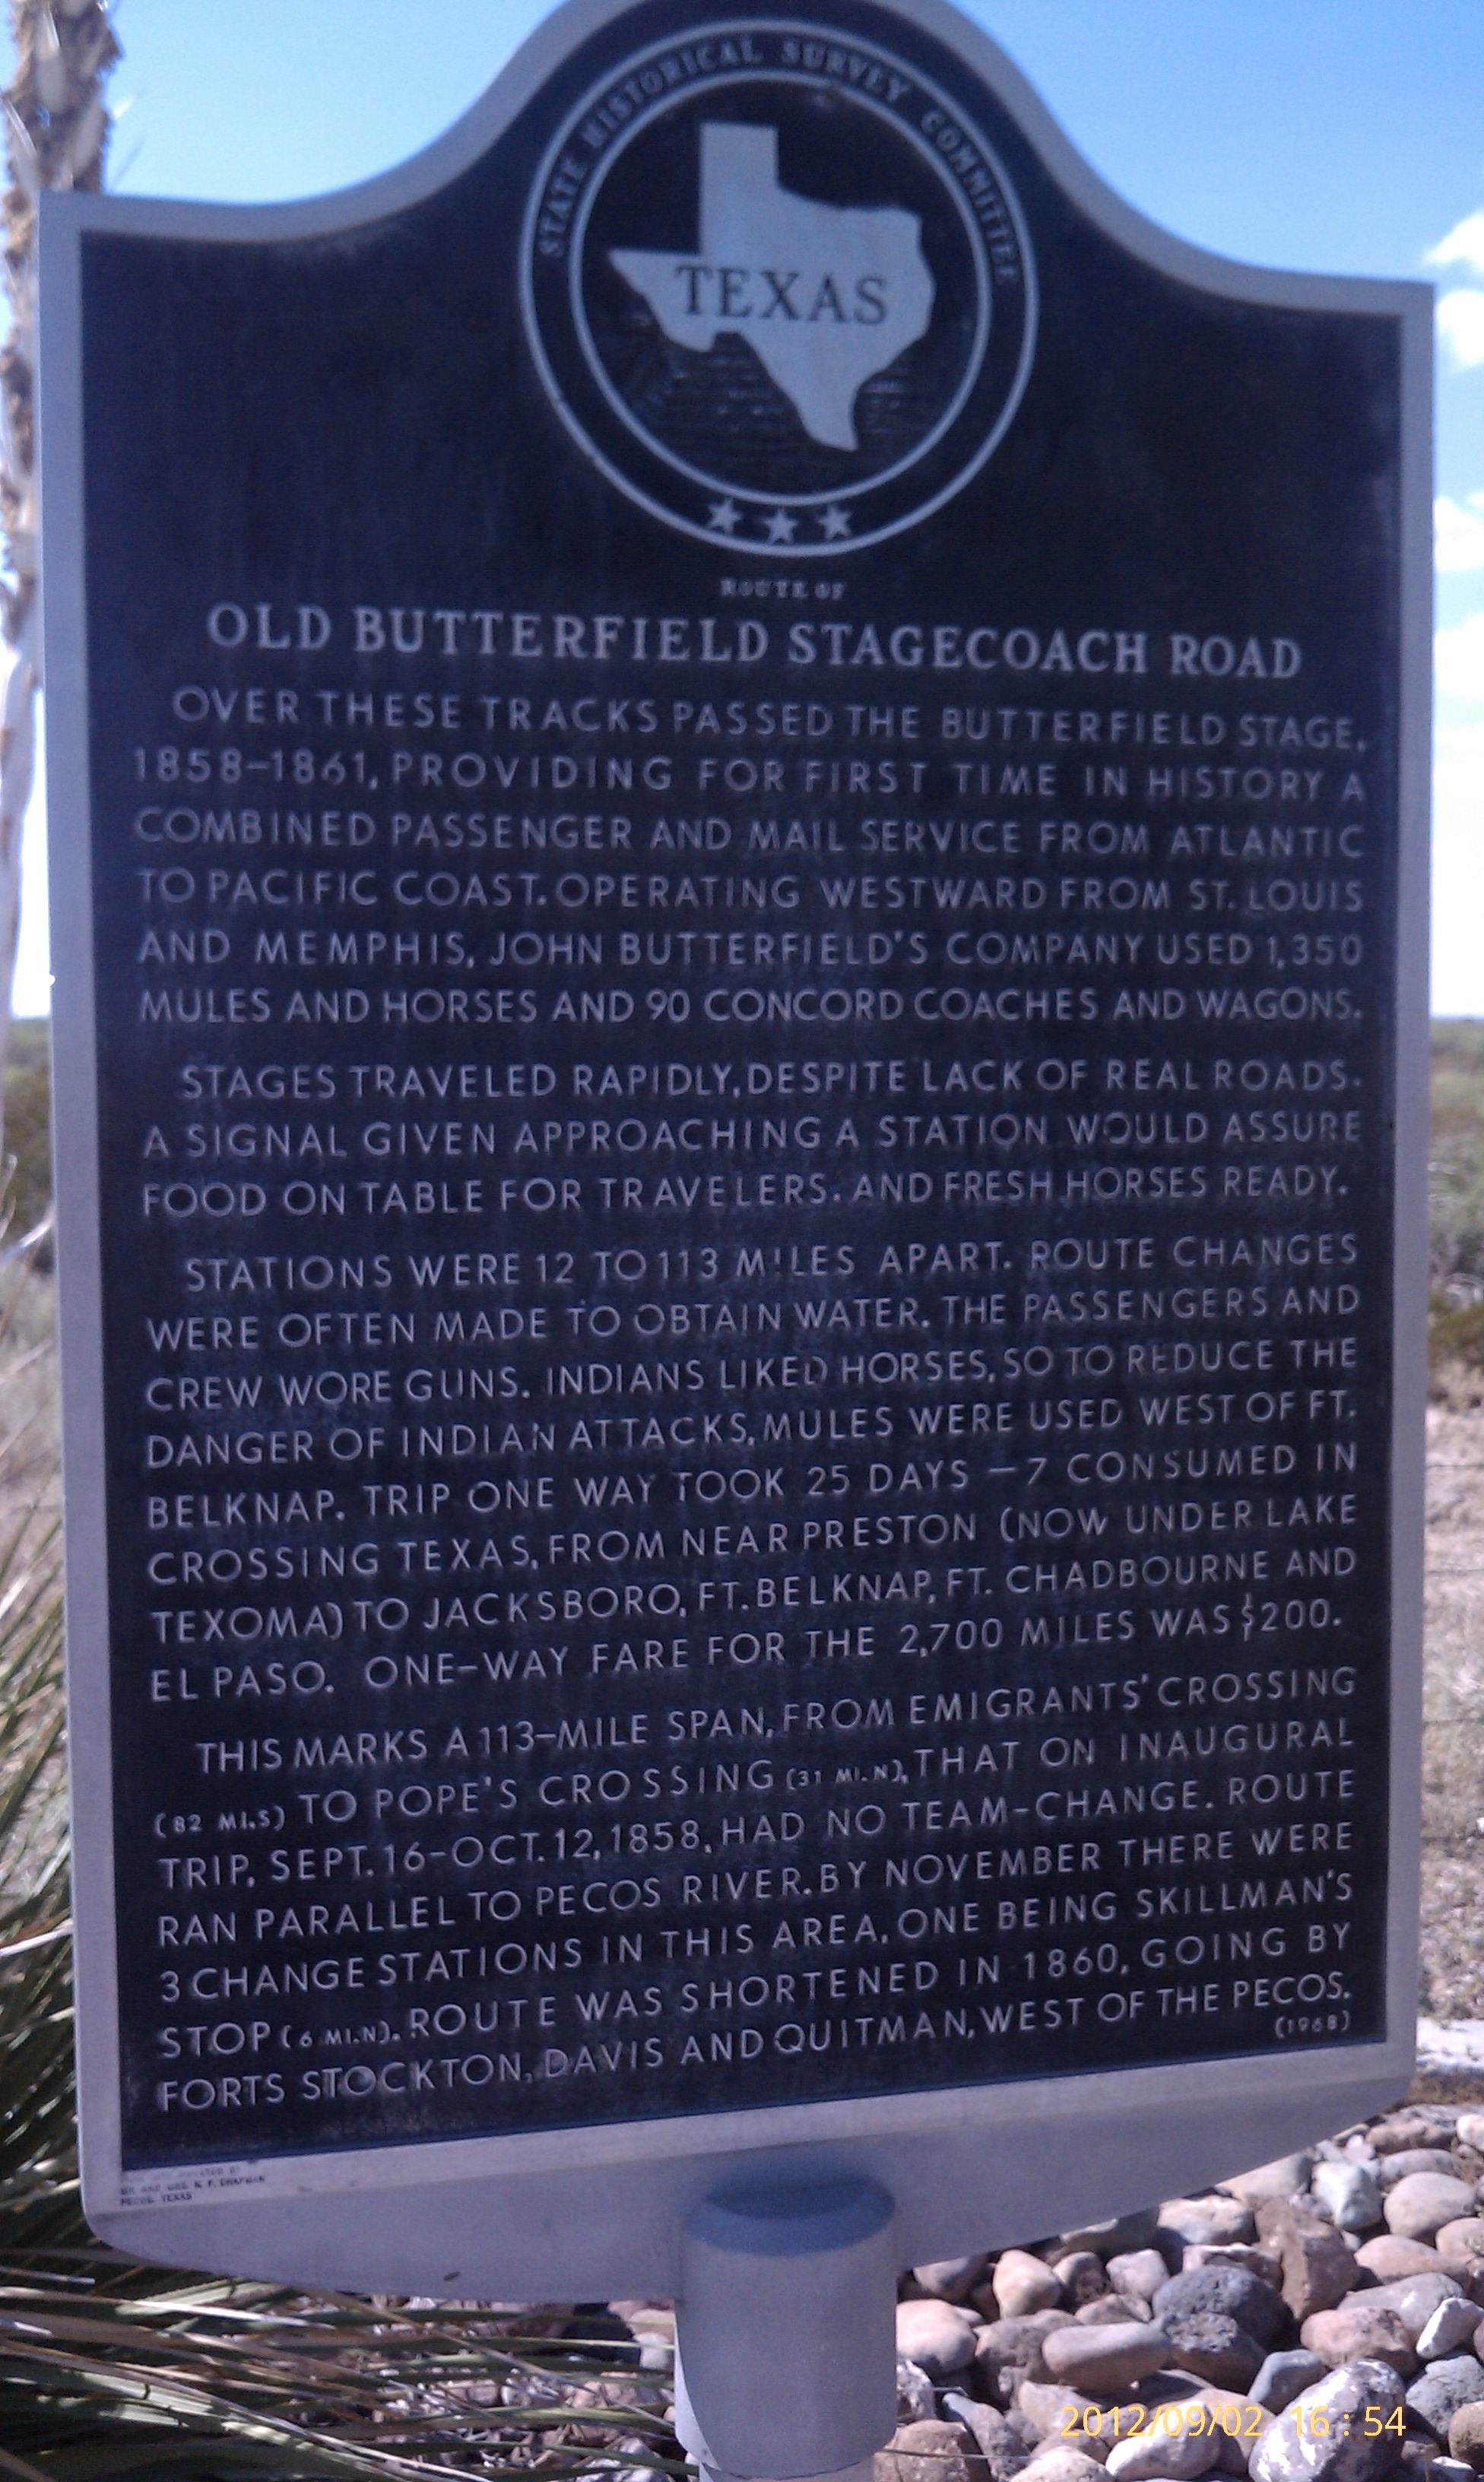 STATE HISTORICAL SURVEY COMMITTEE
TEXAS
ROUTE OF
OLD BUTTERFIELD STAGECOACH ROAD
OVER THESE TRACKS PASSED THE BUTTERFIELD STAGE,
1858-1861, PROVIDING FOR FIRST TIME IN HISTORY A
COMBINED PASSENGER AND MAIL SERVICE FROM ATLANTIC
TO PACIFIC COAST. OPERATING WESTWARD FROM ST. LOUIS
AND MEMPHIS, JOHN BUTTERFIELD'S COMPANY USED 1,350
MULES AND HORSES AND 90 CONCORD COACHES AND WAGONS.
STAGES TRAVELED RAPIDLY, DESPITE LACK OF REAL ROADS.
A SIGNAL GIVEN APPROACHING A STATION WOULD ASSURE
FOOD ON TABLE FOR TRAVELERS. AND FRESH HORSES READY.
STATIONS WERE 12 TO 113 MILES APART. ROUTE CHANGES
WERE OFTEN MADE TO OBTAIN WATER. THE PASSENGERS AND
CREW WORE GUNS. INDIANS LIKED HORSES, SO TO REDUCE THE
DANGER OF INDIAN ATTACKS, MULES WERE USED WEST OF FT.
BELKNAP. TRIP ONE WAY TOOK 25 DAYS - 7 CONSUMED IN
CROSSING TEXAS, FROM NEAR PRESTON (NOW UNDER LAKE
TEXOMA) TO JACKSBORO, FT. BELKNAP, FT. CHADBOURNE AND
EL PASO. ONE-WAY FARE FOR THE 2,700 MILES WAS $200.
THIS MARKS A 113-MILE SPAN, FROM EMIGRANTS' CROSSING
(82 MI.S) TO POPE'S CROSSING (31 MI.N), THAT ON INAUGURAL
TRIP, SEPT. 16-OCT. 12, 1858, HAD NO TEAM-CHANGE. ROUTE
RAN PARALLEL TO PECOS RIVER. BY NOVEMBER THERE WERE
3 CHANGE STATIONS IN THIS AREA, ONE BEING SKILLMAN'S
STOP (6 MI.N). ROUTE WAS SHORTENED IN 1860, GOING BY
FORTS STOCKTON, DAVIS AND QUITMAN, WEST OF THE PECOS.
(1968)
MR. AND MRS. CHAPMAN
PECOS, TEXAS
2012/09/02 16:54